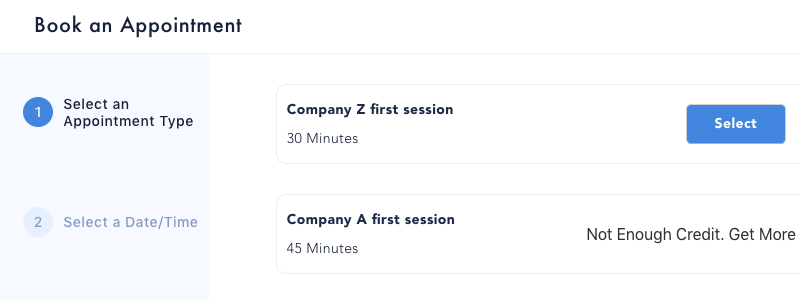 Book an Appointment
1
Select an
Appointment Type
2
Select a Date/Time
Company Z first session
30 Minutes
Select
Company A first session
45 Minutes
Not Enough Credit. Get More